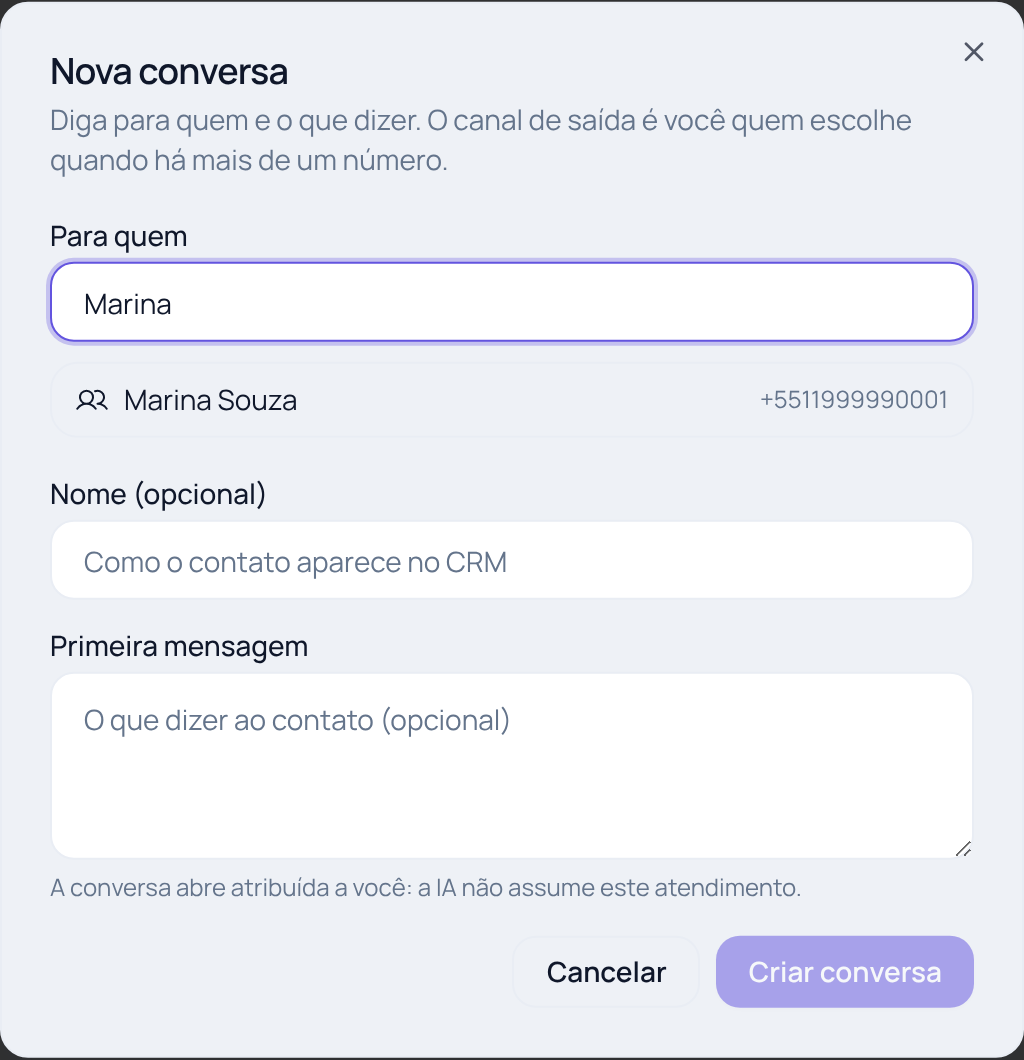 Nova conversa
Diga para quem e o que dizer. O canal de saída é você quem escolhe
quando há mais de um número.
Para quem
Marina
Marina Souza +5511999990001
Nome (opcional)
Como o contato aparece no CRM
Primeira mensagem
O que dizer ao contato (opcional)
A conversa abre atribuída a você: a IA não assume este atendimento.
Cancelar Criar conversa